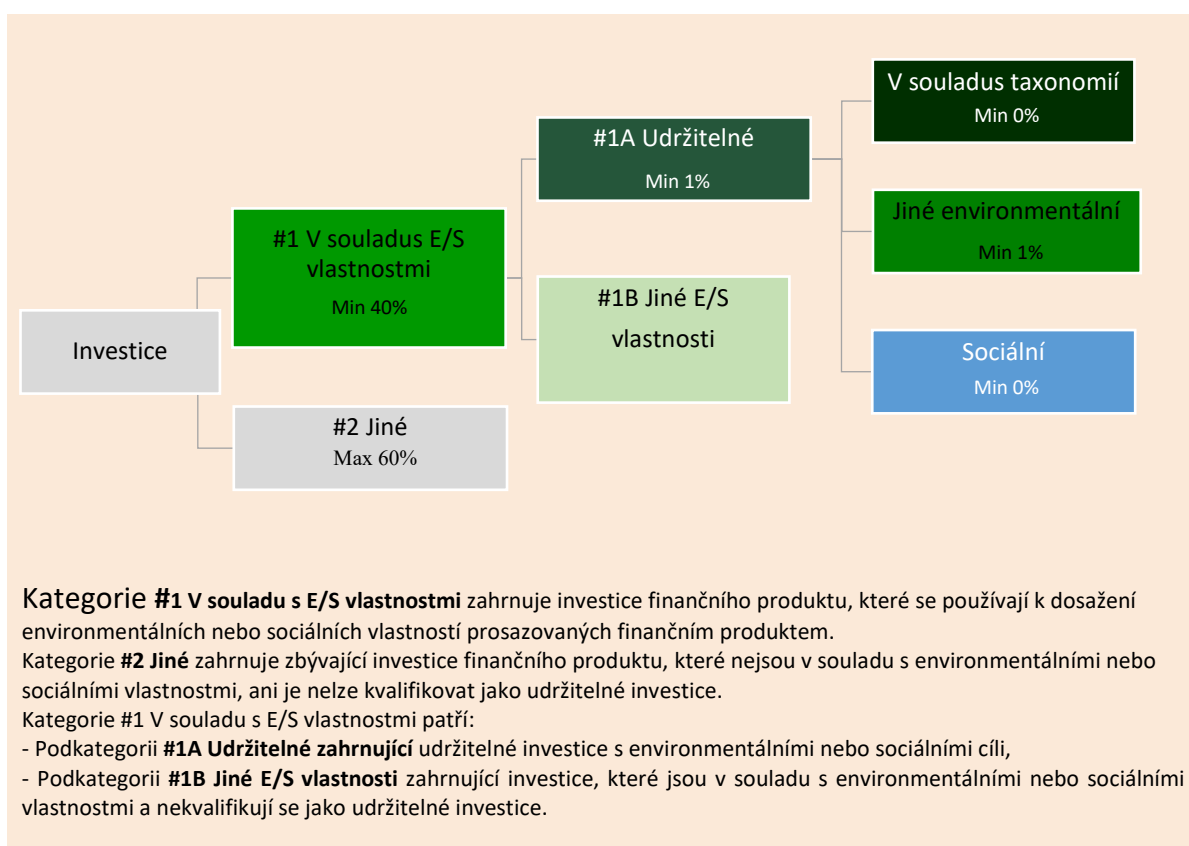 V souladus taxonomií
Min 0%
#1A Udržitelné
Min 1%
Jiné environmentální
Min 1%
#1 V souladus E/S
vlastnostmi
Min 40%
#1B Jiné E/S
vlastnosti
Investice
Sociální
Min 0%
#2 Jiné
Max 60%
Kategorie #1 V souladu s E/S vlastnostmi zahrnuje investice finančního produktu, které se používají k dosažení
environmentálních nebo sociálních vlastností prosazovaných finančním produktem.
Kategorie #2 Jiné zahrnuje zbývající investice finančního produktu, které nejsou v souladu s environmentálními nebo
sociálními vlastnostmi, ani je nelze kvalifikovat jako udržitelné investice.
Kategorie #1 V souladu s E/S vlastnostmi patří:
- Podkategorii #1A Udržitelné zahrnující udržitelné investice s environmentálními nebo sociálními cíli,
- Podkategorii #1B Jiné E/S vlastnosti zahrnující investice, které jsou v souladu s environmentálními nebo sociálními
vlastnostmi a nekvalifikují se jako udržitelné investice.